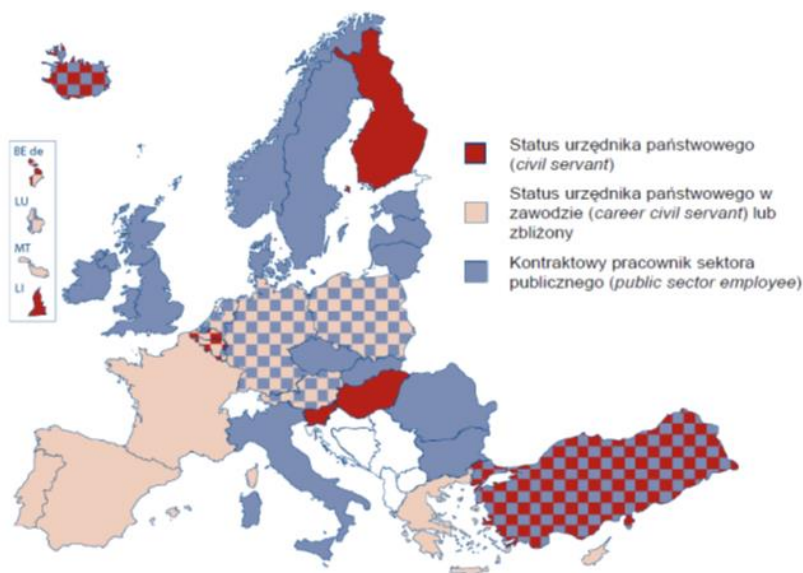 BE de
LU
MT
LI
Status urzędnika państwowego
(civil servant)
Status urzędnika państwowego w
zawodzie (career civil servant) lub
zbliżony
Kontraktowy pracownik sektora
publicznego (public sector employee)